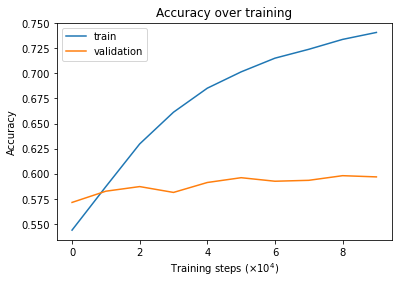 Accuracy over training
0.750
0.725
0.700
0.675
0.650
0.625
0.600
0.575
0.550
Accuracy
train
validation
0 2 4 6 8
Training steps (×10⁴)